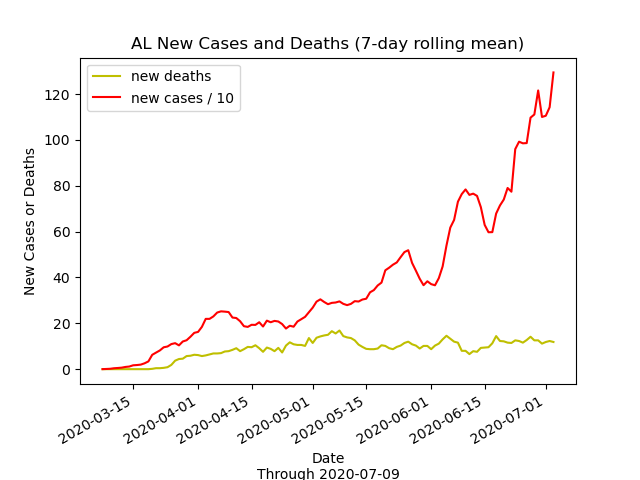 AL New Cases and Deaths (7-day rolling mean)
new deaths
new cases / 10
120
100
80
60
40
20
0
New Cases or Deaths
2020-03-15
2020-04-01
2020-04-15
2020-05-01
2020-05-15
2020-06-01
2020-06-15
2020-07-01
Date
Through 2020-07-09